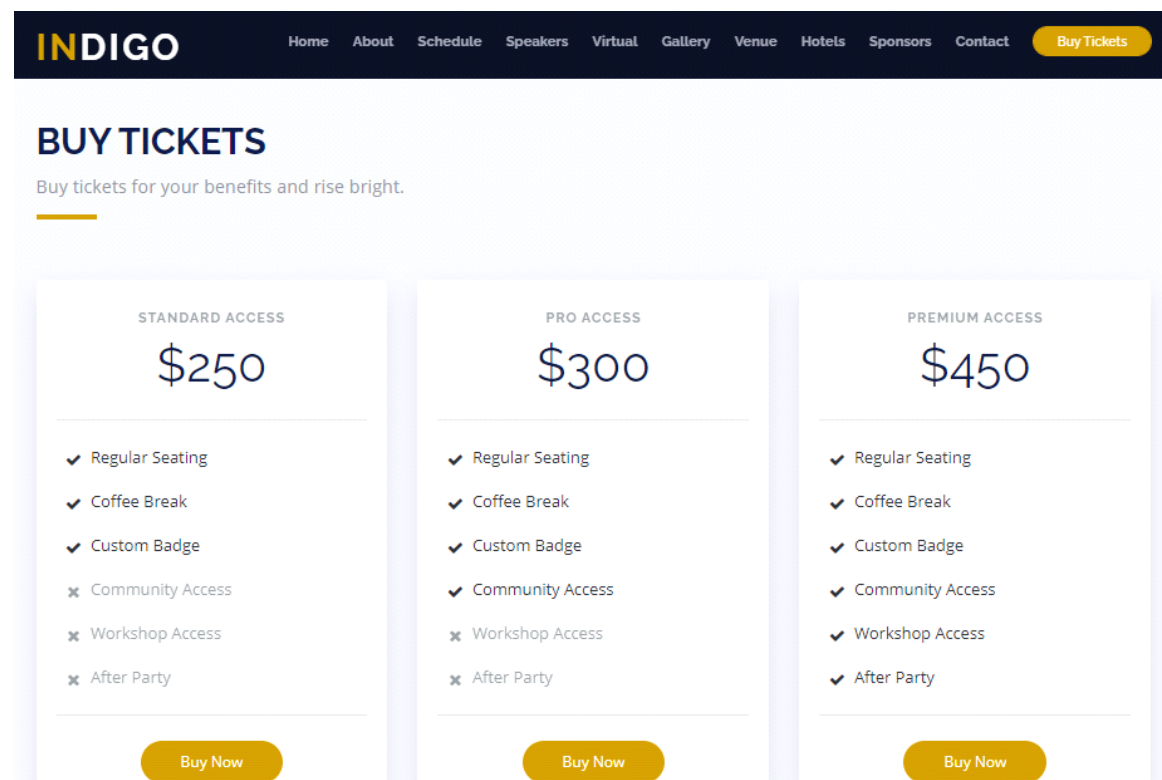 INDIGO
Home About Schedule Speakers Virtual Gallery Venue Hotels Sponsors Contact Buy Tickets
BUY TICKETS
Buy tickets for your benefits and rise bright.
STANDARD ACCESS
$250
Regular Seating
Coffee Break
Custom Badge
Community Access
Workshop Access
After Party
Buy Now
PRO ACCESS
$300
Regular Seating
Coffee Break
Custom Badge
Community Access
Workshop Access
After Party
Buy Now
PREMIUM ACCESS
$450
Regular Seating
Coffee Break
Custom Badge
Community Access
Workshop Access
After Party
Buy Now